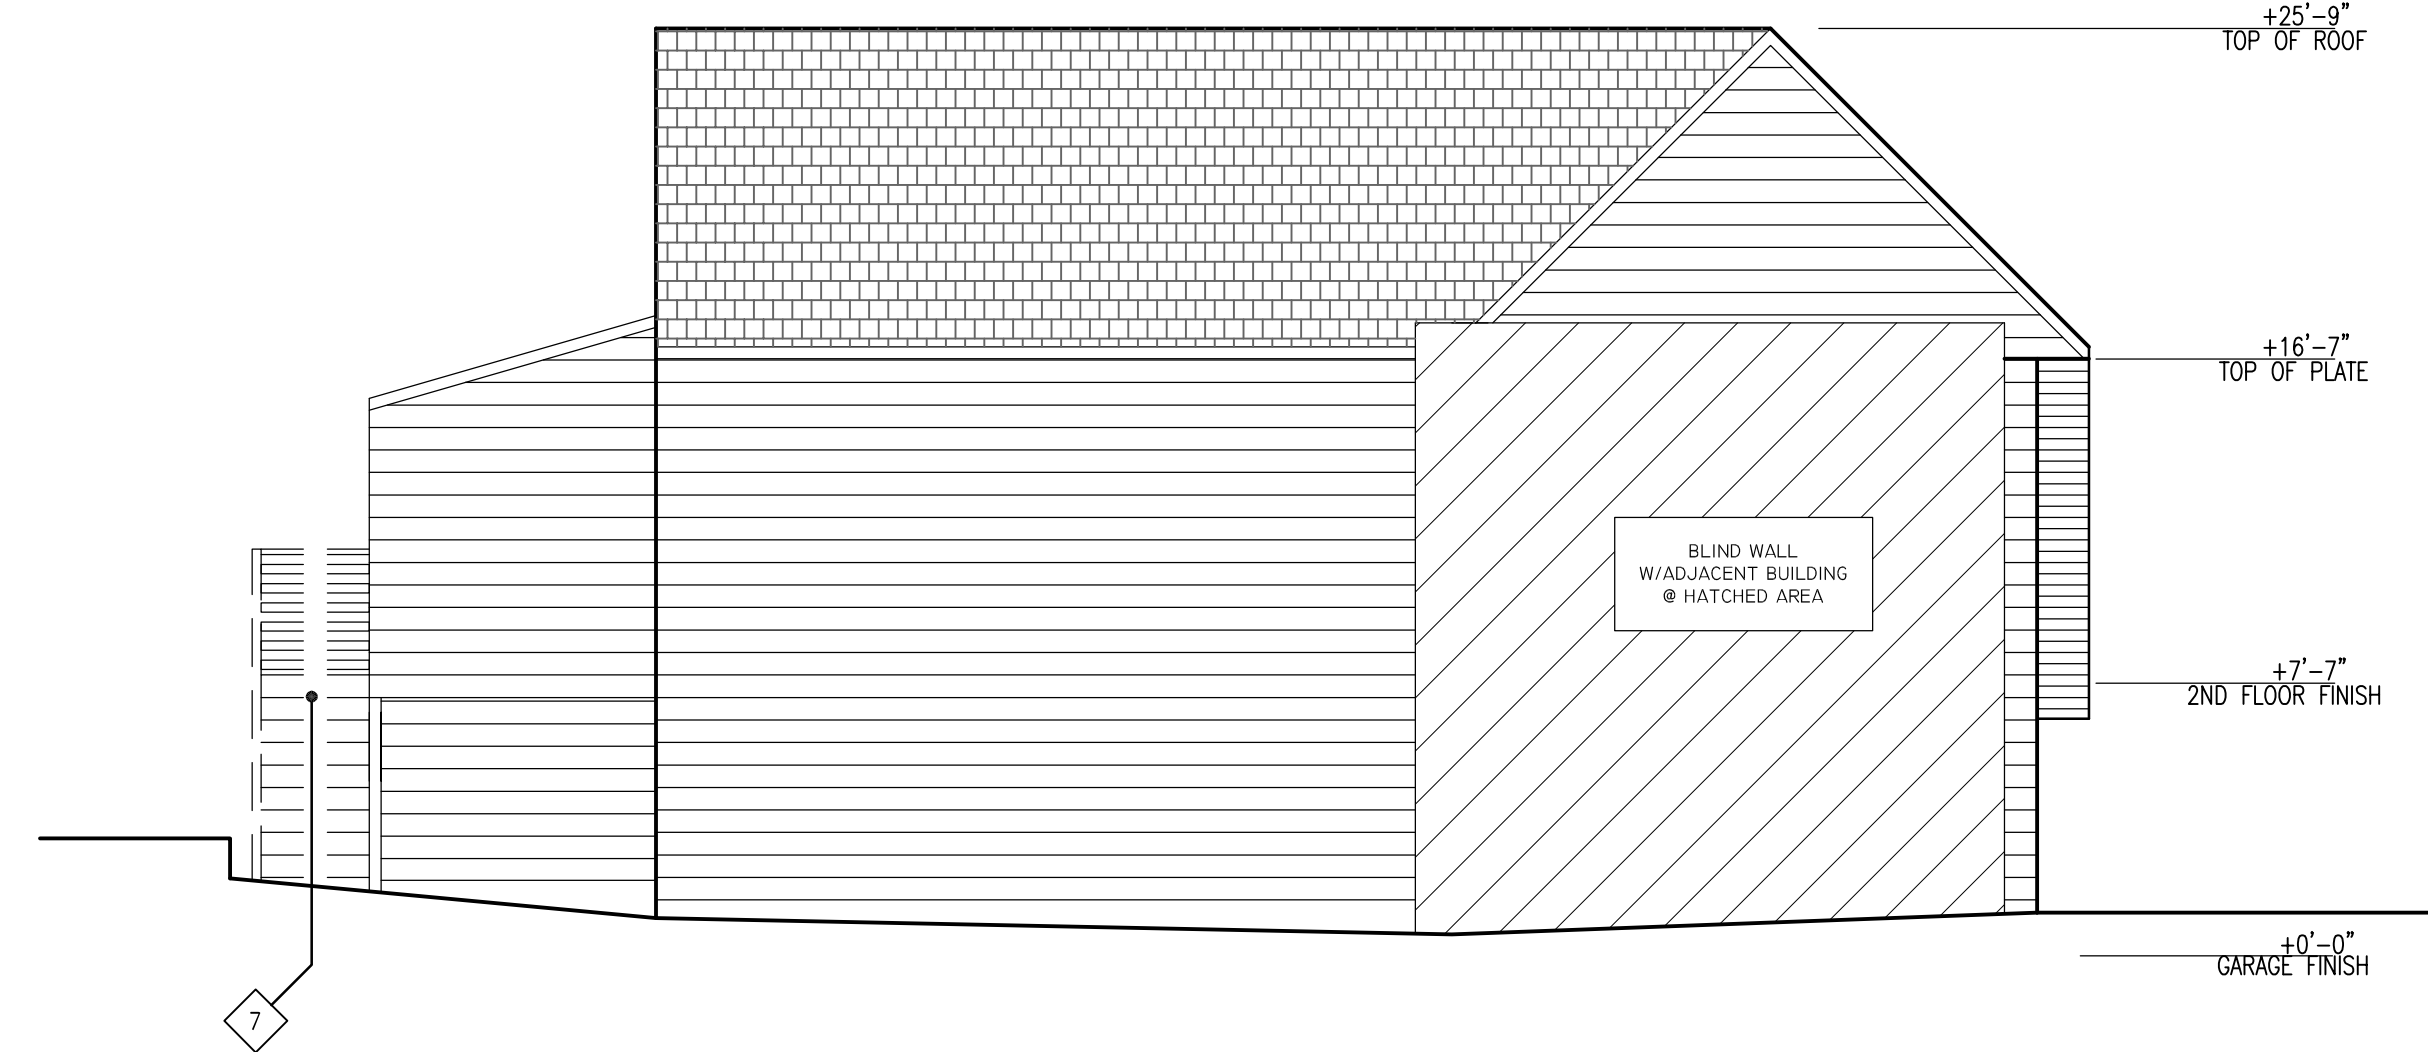 +25'-9"
TOP OF ROOF
+16'-7"
TOP OF PLATE
BLIND WALL
W/ADJACENT BUILDING
@ HATCHED AREA
+7'-7"
2ND FLOOR FINISH
+0'-0"
GARAGE FINISH
7